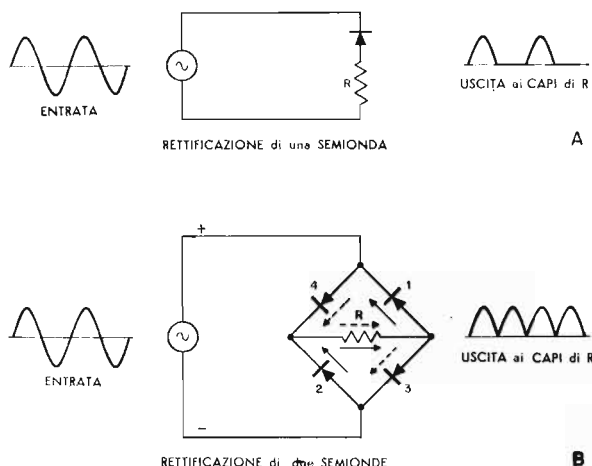 ENTRATA
R
RETTIFICAZIONE di una SEMIONDA
USCITA ai CAPI di R
A
+
4
1
R
2
3
−
ENTRATA
USCITA ai CAPI di R
RETTIFICAZIONE di due SEMIONDE
B